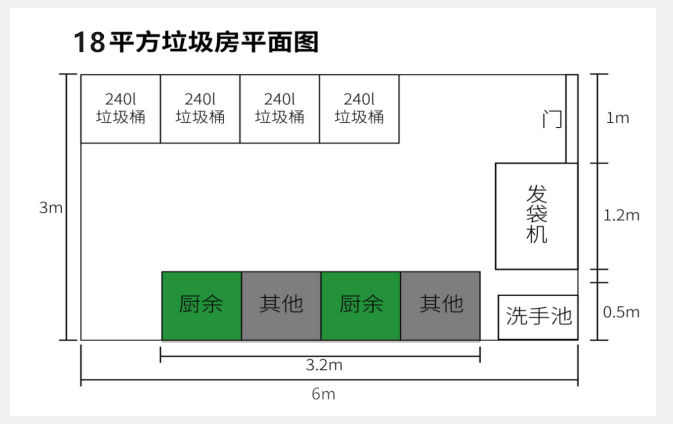 18平方垃圾房平面图
240l
垃圾桶
240l
垃圾桶
240l
垃圾桶
240l
垃圾桶
门
1m
3m
发
袋
机
1.2m
厨余
其他
厨余
其他
洗手池
0.5m
3.2m
6m